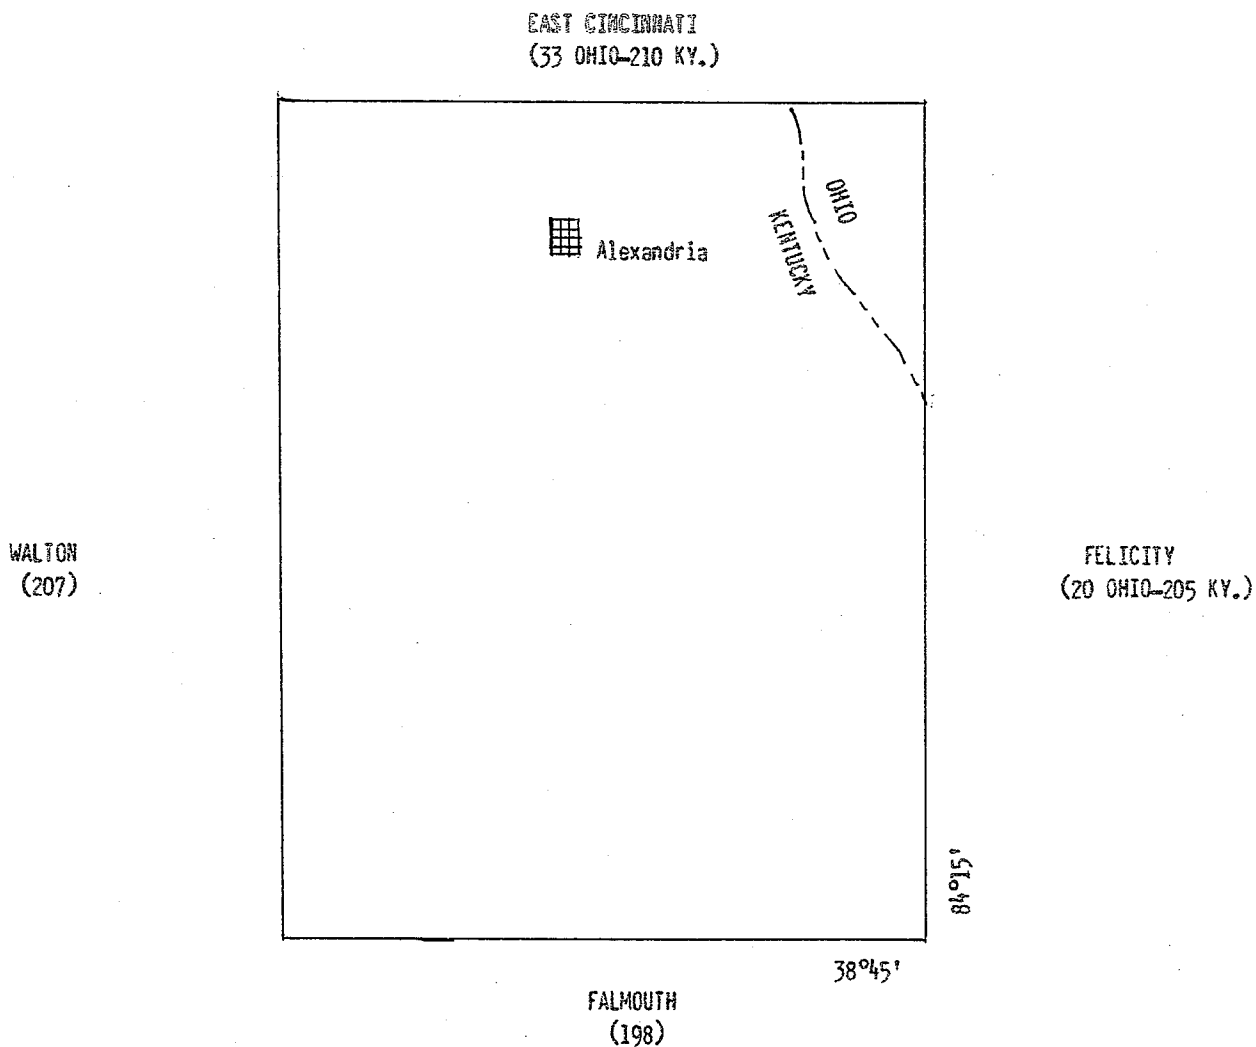 EAST CINCINNATI
(33 OHIO-210 KY.)
OHIO
KENTUCKY
Alexandria
WALTON
(207)
FELICITY
(20 OHIO-205 KY.)
84°15'
38°45'
FALMOUTH
(198)